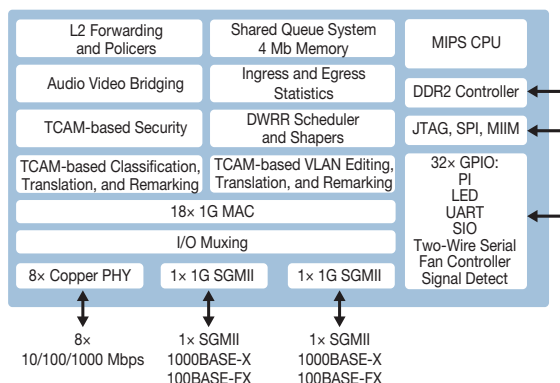 L2 Forwarding
and Policers
Shared Queue System
4 Mb Memory
MIPS CPU
Audio Video Bridging
Ingress and Egress
Statistics
DDR2 Controller
TCAM-based Security
DWRR Scheduler
and Shapers
JTAG, SPI, MIIM
TCAM-based Classification,
Translation, and Remarking
TCAM-based VLAN Editing,
Translation, and Remarking
32× GPIO:
PI
LED
UART
SIO
Two-Wire Serial
Fan Controller
Signal Detect
18× 1G MAC
I/O Muxing
8× Copper PHY
1× 1G SGMII
1× 1G SGMII
8×
10/100/1000 Mbps
1× SGMII
1000BASE-X
100BASE-FX
1× SGMII
1000BASE-X
100BASE-FX